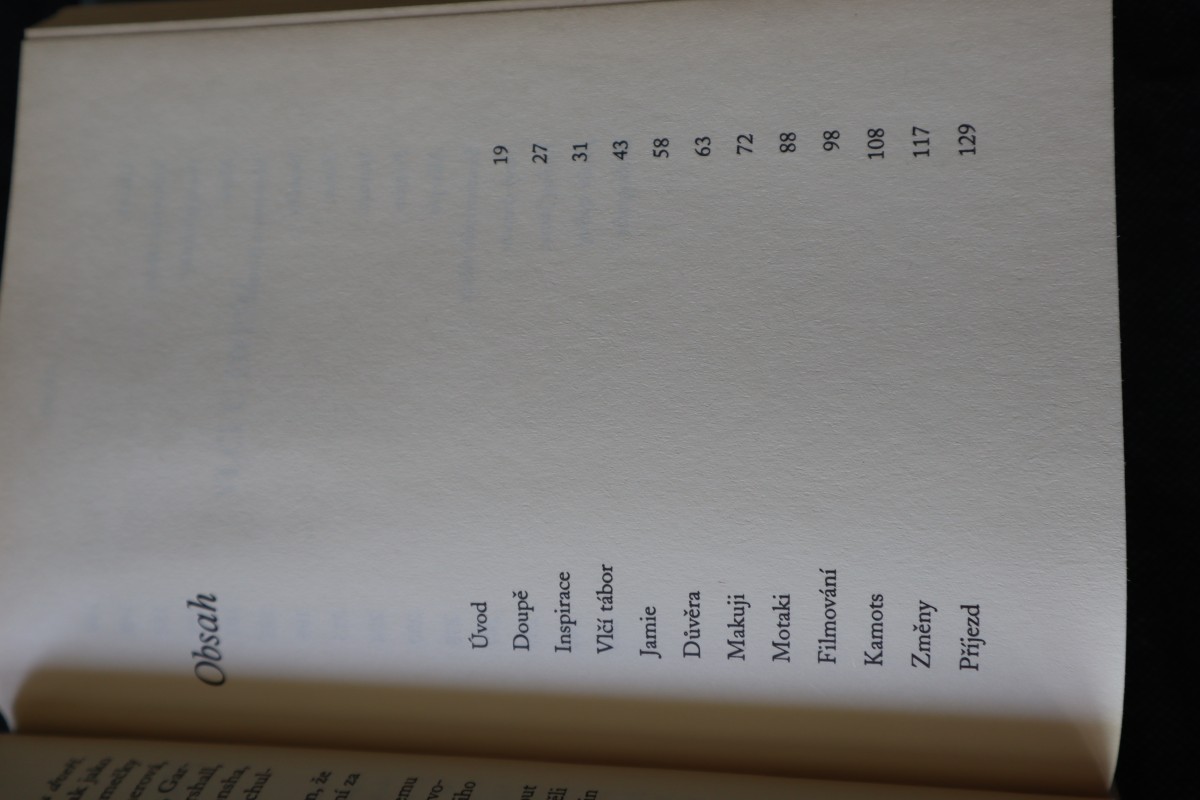 Obsah
Úvod 19
Doupě 27
Inspirace 31
Vlčí tábor 43
Jamie 58
Důvěra 63
Makuji 72
Motaki 88
Filmování 98
Kamots 108
Změny 117
Příjezd 129